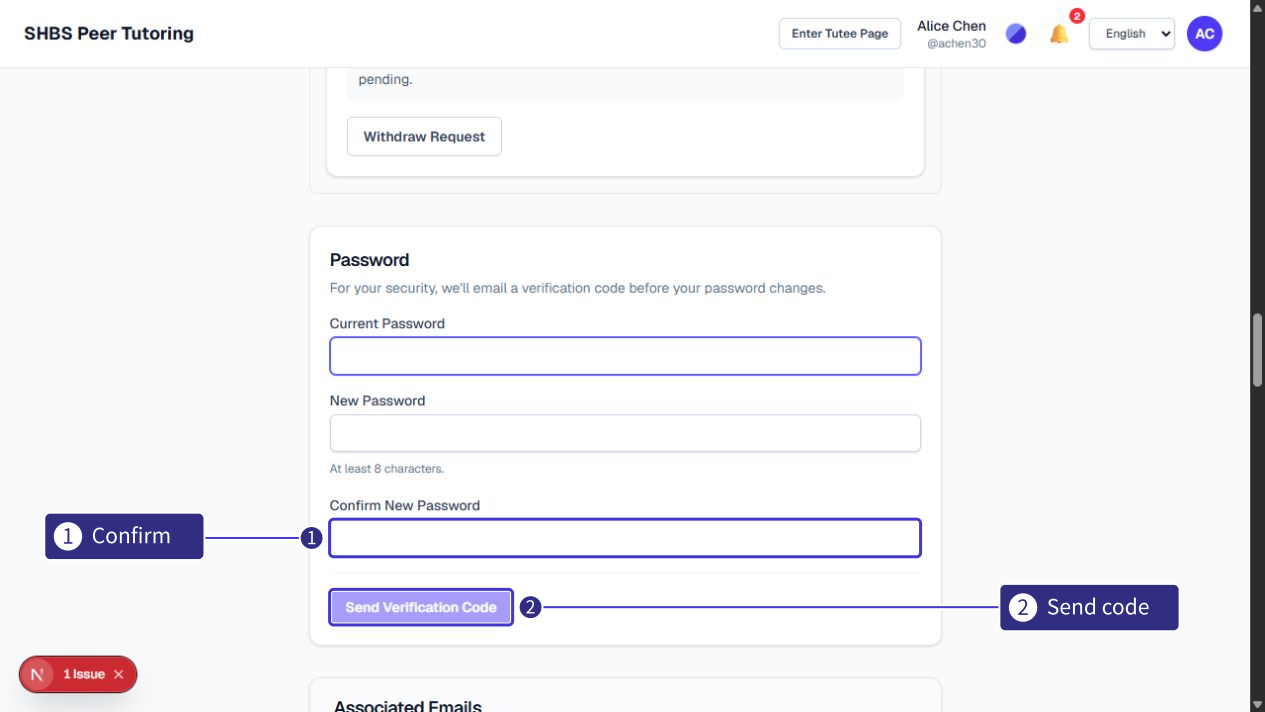 SHBS Peer Tutoring
Enter Tutee Page
Alice Chen
@achen30
2
English
AC
pending.
Withdraw Request
Password
For your security, we'll email a verification code before your password changes.
Current Password
New Password
At least 8 characters.
Confirm New Password
1 Confirm
1
Send Verification Code
2
2 Send code
N 1 Issue
Associated Emails